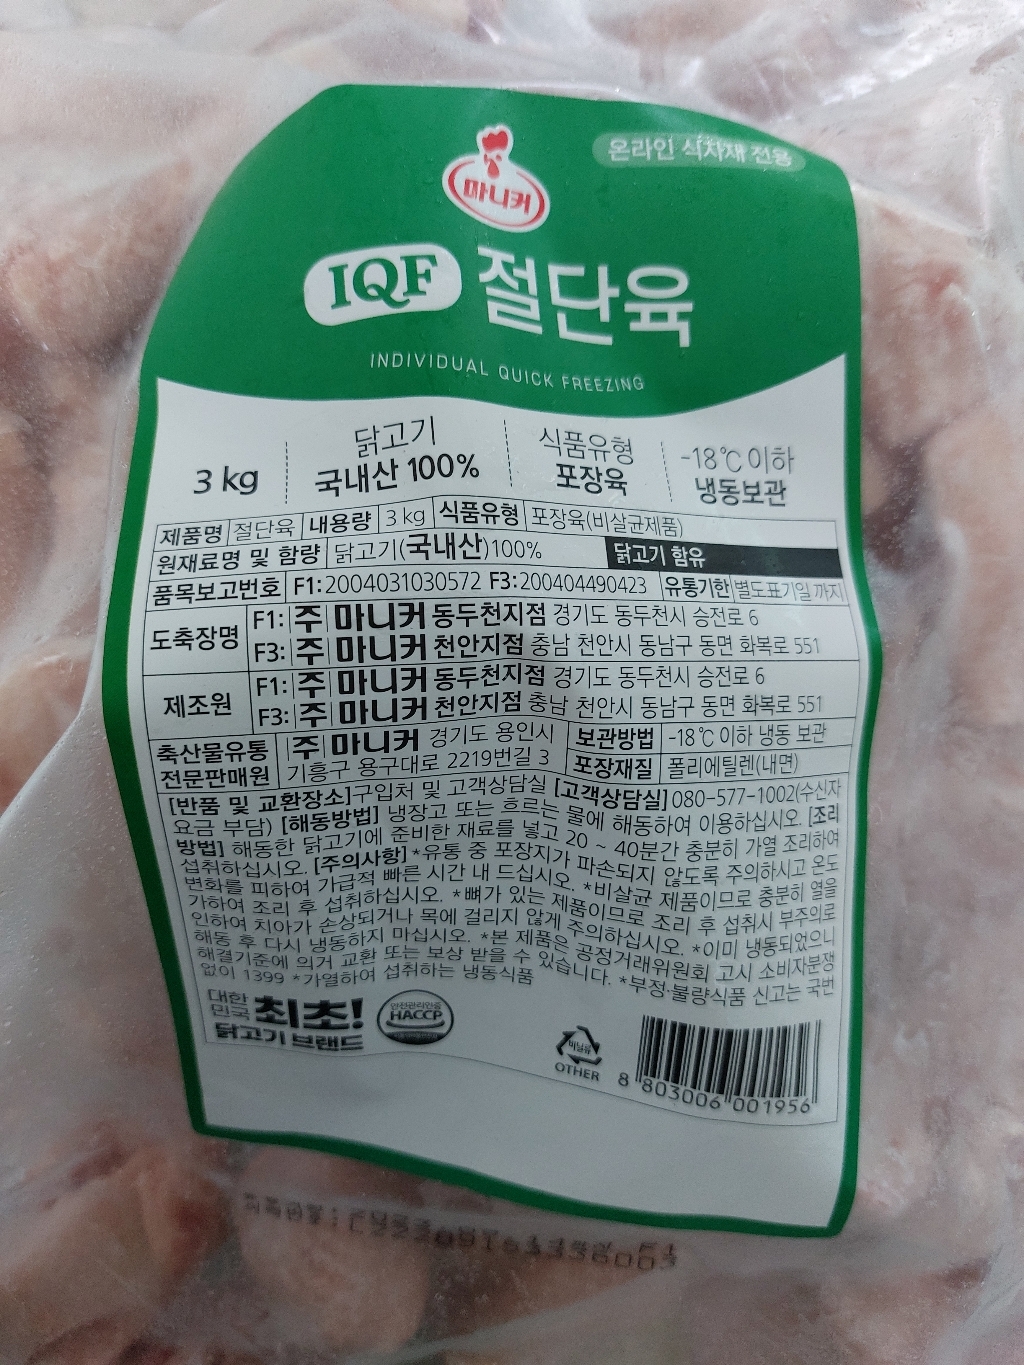 온라인 식자재 전용
마니커
IQF 절단육
INDIVIDUAL QUICK FREEZING
3 kg
닭고기
국내산 100%
식품유형
포장육
-18℃ 이하
냉동보관
제품명 절단육 내용량 3 kg 식품유형 포장육(비살균제품)
원재료명 및 함량 닭고기(국내산)100% 닭고기 함유
품목보고번호 F1:2004031030572 F3:200404490423 유통기한 별도표기일 까지
도축장명 F1: 주 마니커 동두천지점 경기도 동두천시 승전로 6
F3: 주 마니커 천안지점 충남 천안시 동남구 동면 화복로 551
제조원 F1: 주 마니커 동두천지점 경기도 동두천시 승전로 6
F3: 주 마니커 천안지점 충남 천안시 동남구 동면 화복로 551
축산물유통 전문판매원 주 마니커 경기도 용인시
기흥구 용구대로 2219번길 3
보관방법 -18℃ 이하 냉동 보관
포장재질 폴리에틸렌(내면)
[반품 및 교환장소]구입처 및 고객상담실 [고객상담실] 080-577-1002(수신자
요금 부담) [해동방법] 냉장고 또는 흐르는 물에 해동하여 이용하십시오. [조리
방법] 해동한 닭고기에 준비한 재료를 넣고 20 ~ 40분간 충분히 가열 조리하여
섭취하십시오. [주의사항] *유통 중 포장지가 파손되지 않도록 주의하시고 온도
변화를 피하여 가급적 빠른 시간 내 드십시오. *비살균 제품이므로 충분히 열을
가하여 조리 후 섭취하십시오. *뼈가 있는 제품이므로 조리 후 섭취시 부주의로
인하여 치아가 손상되거나 목에 걸리지 않게 주의하십시오. *이미 냉동되었으니
해동 후 다시 냉동하지 마십시오. *본 제품은 공정거래위원회 고시 소비자분쟁
해결기준에 의거 교환 또는 보상 받을 수 있습니다. *부정·불량식품 신고는 국번
없이 1399 *가열하여 섭취하는 냉동식품
대한민국 최초!
닭고기 브랜드
안전관리인증
HACCP
비닐류
OTHER
8 803006 001956